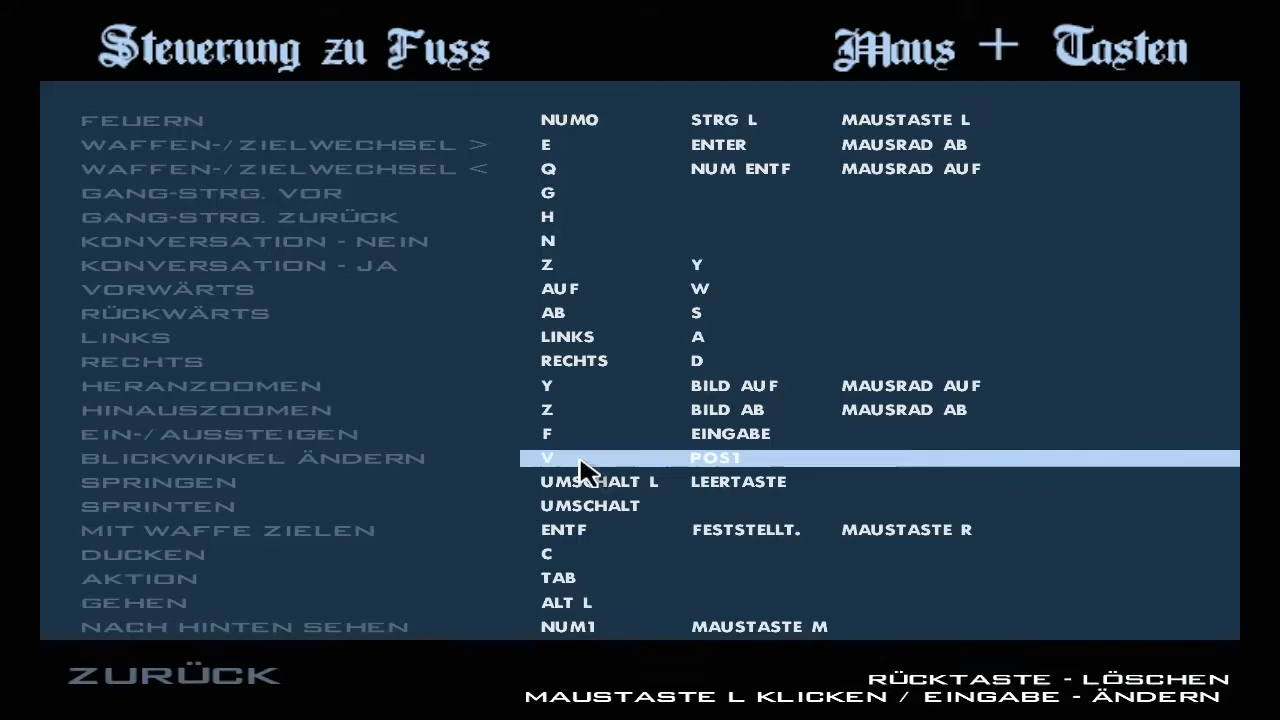 Steuerung zu Fuss Maus + Tasten
FEUERN NUM0 STRG L MAUSTASTE L
WAFFEN-/ZIELWECHSEL > E ENTER MAUSRAD AB
WAFFEN-/ZIELWECHSEL < Q NUM ENTF MAUSRAD AUF
GANG-STRG. VOR G
GANG-STRG. ZURÜCK H
KONVERSATION - NEIN N
KONVERSATION - JA Z Y
VORWÄRTS AUF W
RÜCKWÄRTS AB S
LINKS LINKS A
RECHTS RECHTS D
HERANZOOMEN Y BILD AUF MAUSRAD AUF
HINAUSZOOMEN Z BILD AB MAUSRAD AB
EIN-/AUSSTEIGEN F EINGABE
BLICKWINKEL ÄNDERN V POS1
SPRINGEN UMSCHALT L LEERTASTE
SPRINTEN UMSCHALT
MIT WAFFE ZIELEN ENTF FESTSTELLT. MAUSTASTE R
DUCKEN C
AKTION TAB
GEHEN ALT L
NACH HINTEN SEHEN NUM1 MAUSTASTE M
ZURÜCK RÜCKTASTE - LÖSCHEN
MAUSTASTE L KLICKEN / EINGABE - ÄNDERN